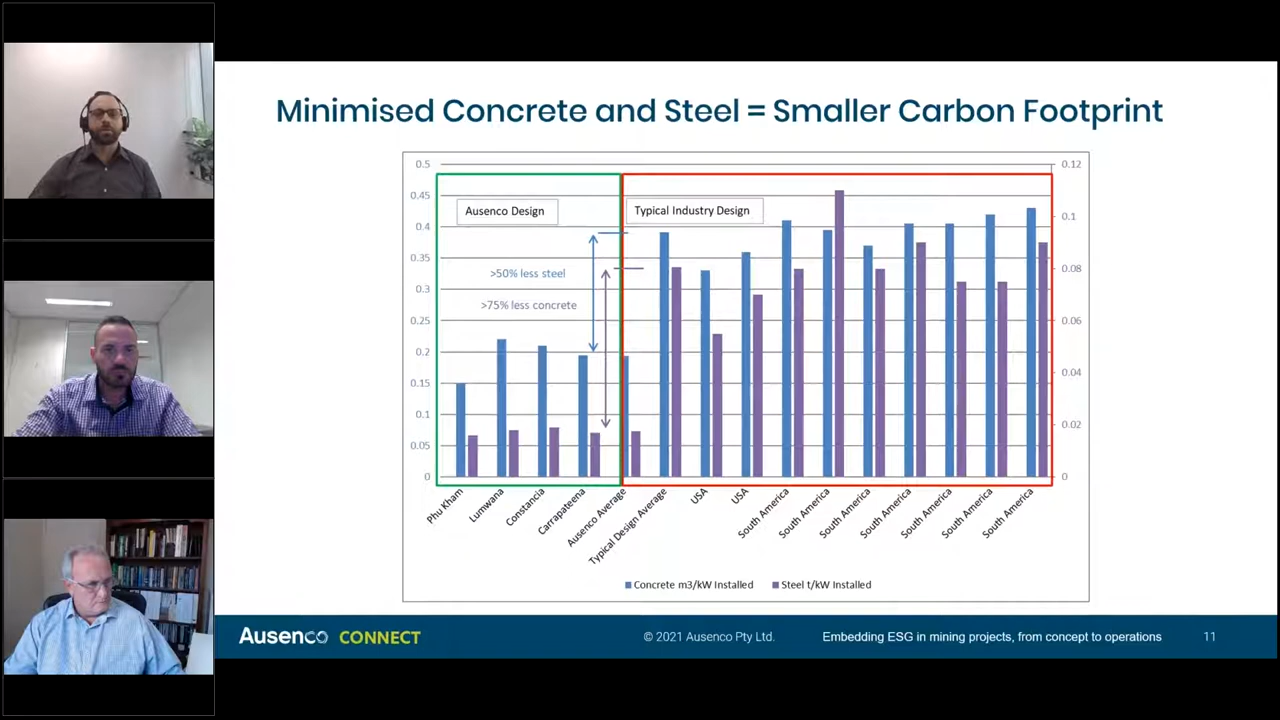 Minimised Concrete and Steel = Smaller Carbon Footprint
0.5
0.45
0.4
0.35
0.3
0.25
0.2
0.15
0.1
0.05
0
0.12
0.1
0.08
0.06
0.04
0.02
0
Ausenco Design
Typical Industry Design
>50% less steel
>75% less concrete
Phu Kham
Lumwana
Constancia
Carrapateena
Ausenco Average
Typical Design Average
USA
USA
South America
South America
South America
South America
South America
South America
South America
Concrete m3/kW Installed
Steel t/kW Installed
Ausenco CONNECT
© 2021 Ausenco Pty Ltd.
Embedding ESG in mining projects, from concept to operations
11